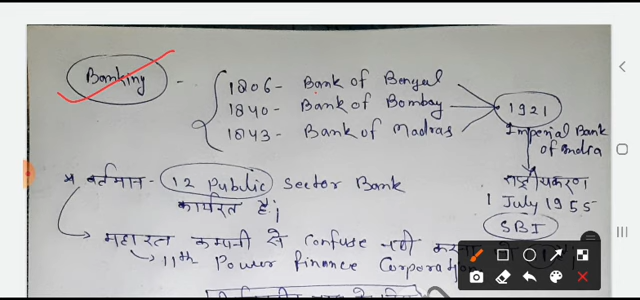 Banking -
1806 - Bank of Bengal
1840 - Bank of Bombay
1843 - Bank of Madras
1921
Imperial Bank
of India
राष्ट्रीयकरण
1 July 1955
SBI
* वर्तमान - 12 Public Sector Bank
कार्यरत है;
महारत्न कम्पनी से Confuse नही करना
11th Power Finance Corporation